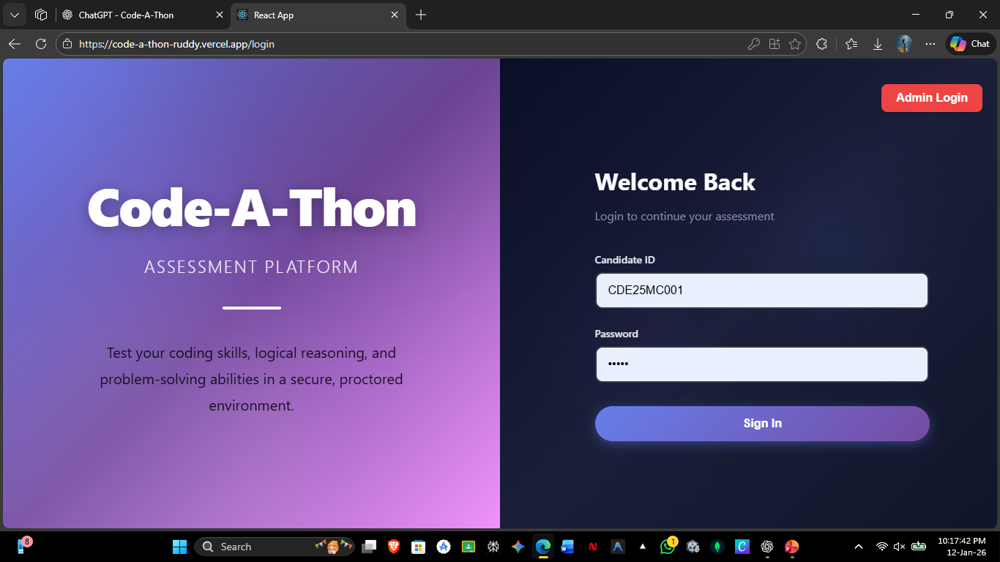 ChatGPT - Code-A-Thon
React App
https://code-a-thon-ruddy.vercel.app/login
Chat
Admin Login
Code-A-Thon
ASSESSMENT PLATFORM
Test your coding skills, logical reasoning, and
problem-solving abilities in a secure, proctored
environment.
Welcome Back
Login to continue your assessment
Candidate ID
CDE25MC001
Password
•••••
Sign In
8
Search
1
10:17:42 PM
12-Jan-26